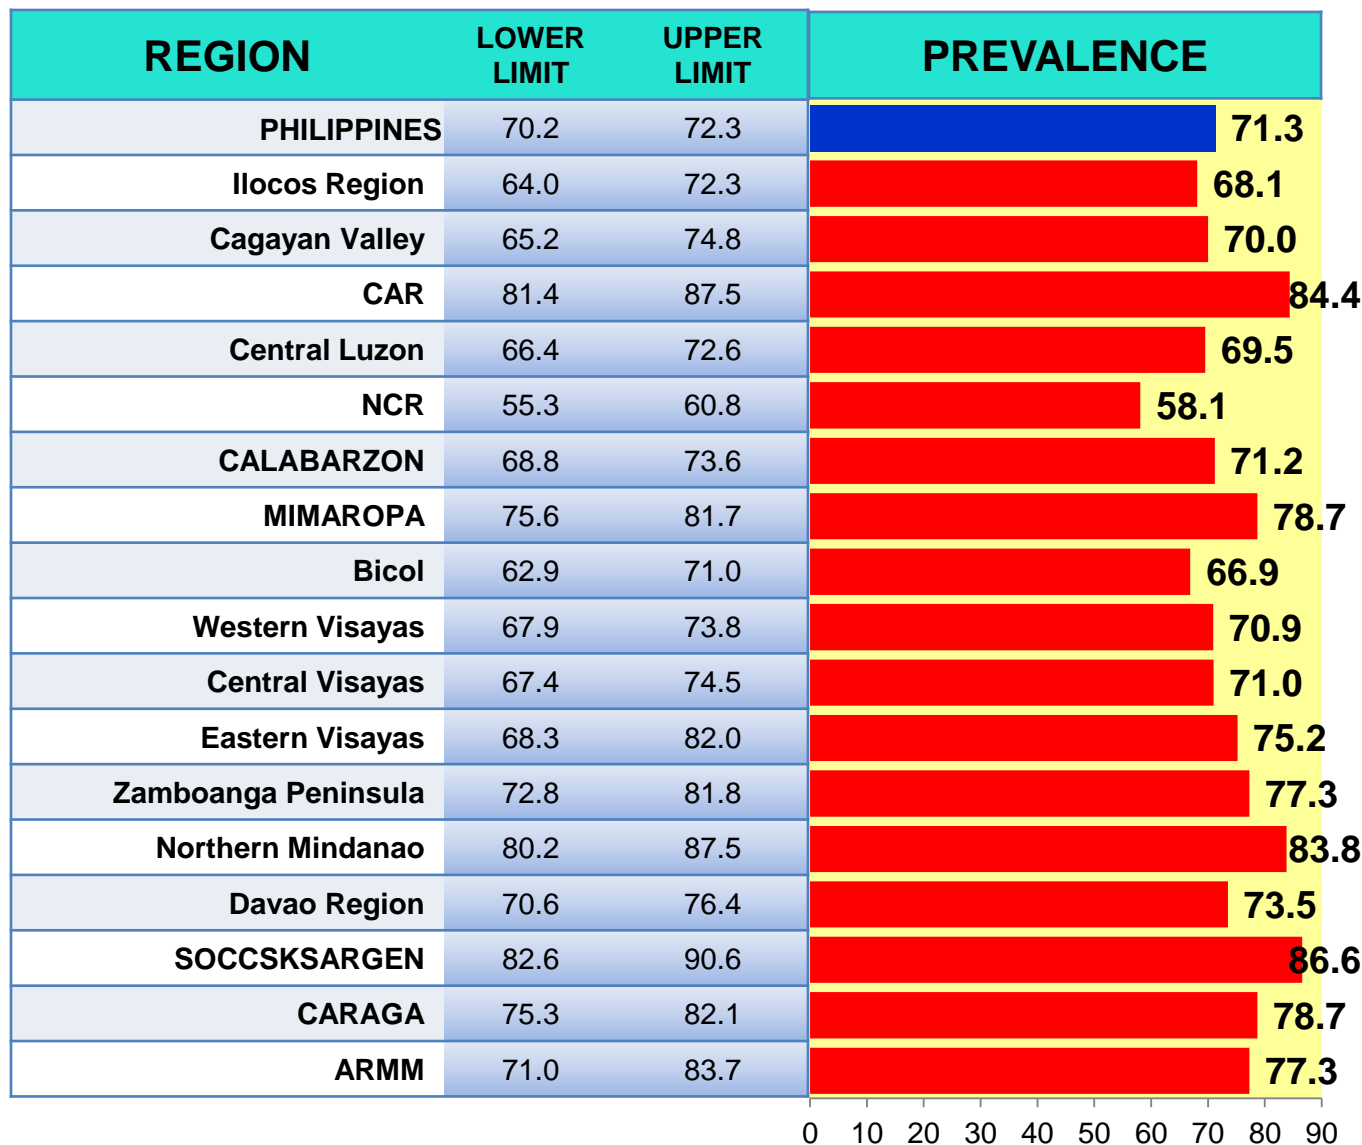 REGION LOWER LIMIT UPPER LIMIT PREVALENCE
PHILIPPINES 70.2 72.3 71.3
Ilocos Region 64.0 72.3 68.1
Cagayan Valley 65.2 74.8 70.0
CAR 81.4 87.5 84.4
Central Luzon 66.4 72.6 69.5
NCR 55.3 60.8 58.1
CALABARZON 68.8 73.6 71.2
MIMAROPA 75.6 81.7 78.7
Bicol 62.9 71.0 66.9
Western Visayas 67.9 73.8 70.9
Central Visayas 67.4 74.5 71.0
Eastern Visayas 68.3 82.0 75.2
Zamboanga Peninsula 72.8 81.8 77.3
Northern Mindanao 80.2 87.5 83.8
Davao Region 70.6 76.4 73.5
SOCCSKSARGEN 82.6 90.6 86.6
CARAGA 75.3 82.1 78.7
ARMM 71.0 83.7 77.3
0 10 20 30 40 50 60 70 80 90